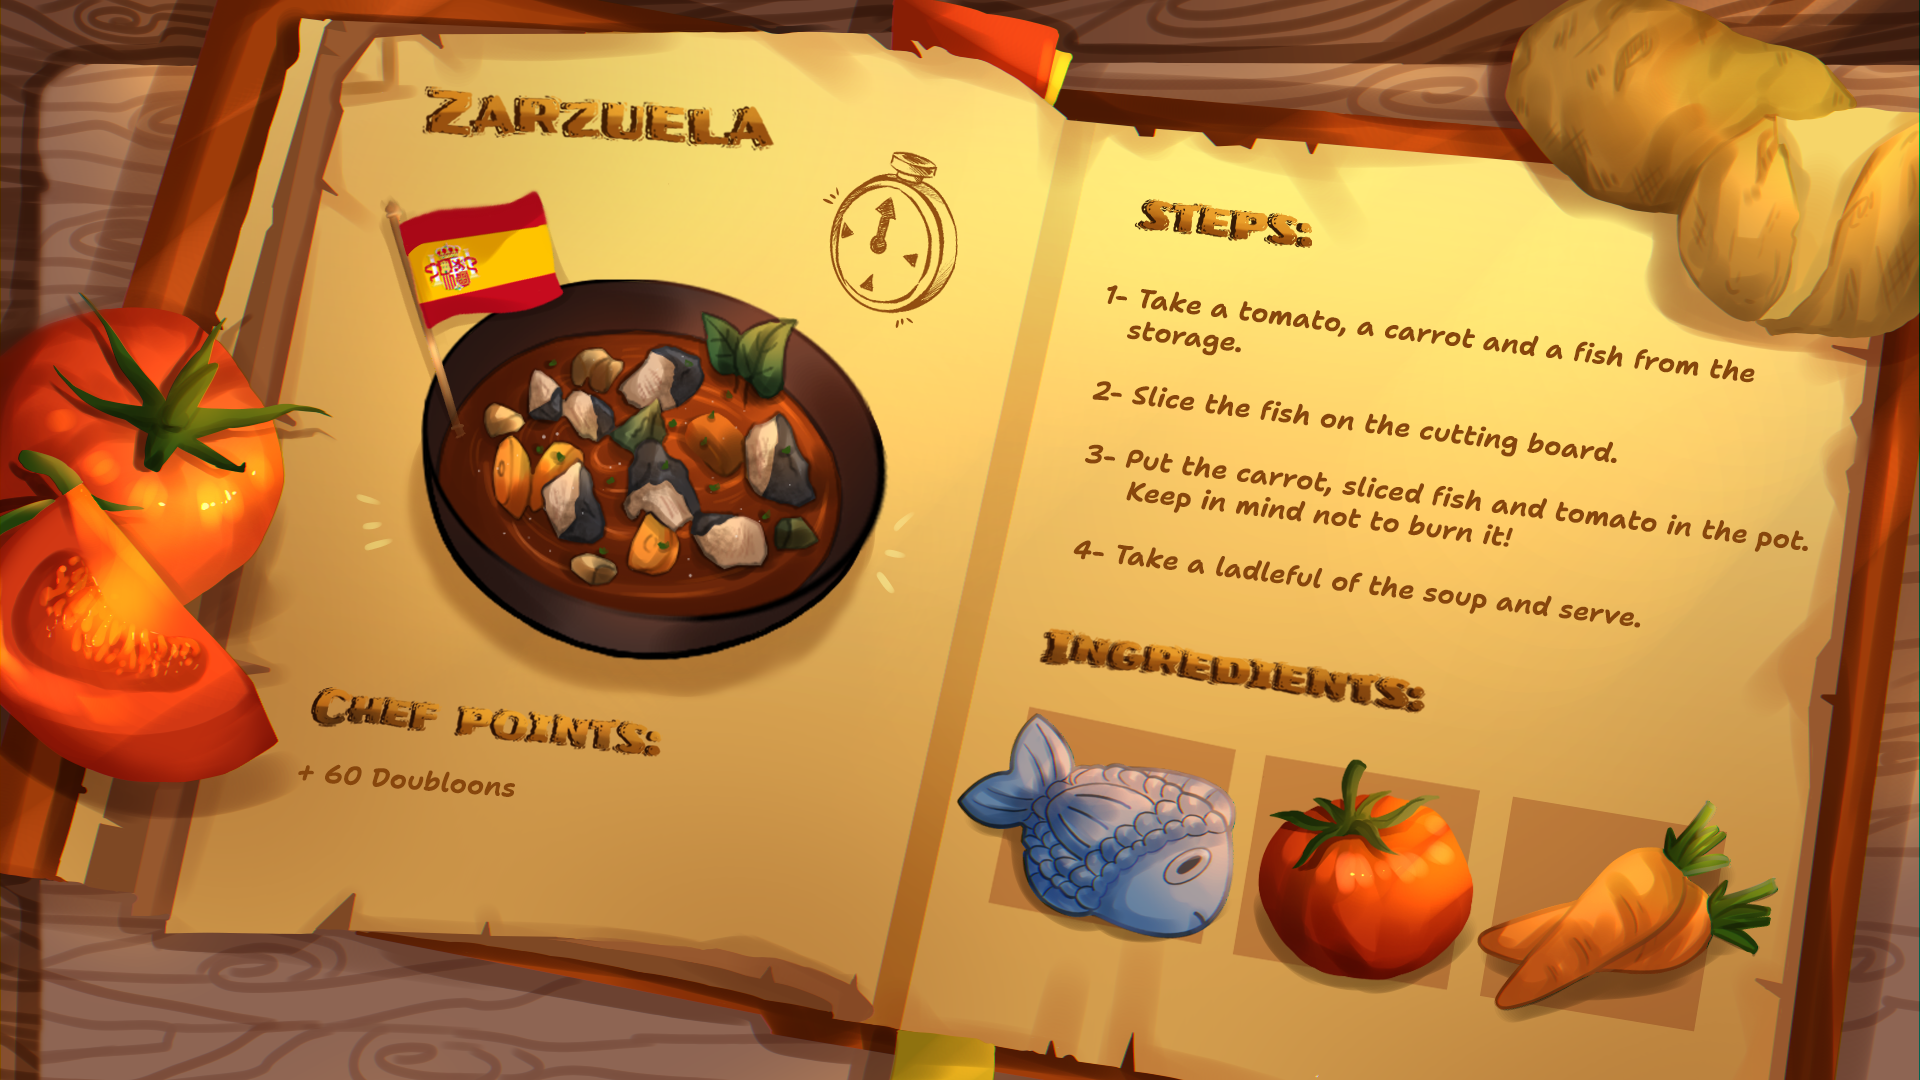 ZARZUELA
CHEF POINTS:
+ 60 Doubloons
STEPS:
1- Take a tomato, a carrot and a fish from the
storage.
2- Slice the fish on the cutting board.
3- Put the carrot, sliced fish and tomato in the pot.
Keep in mind not to burn it!
4- Take a ladleful of the soup and serve.
INGREDIENTS: